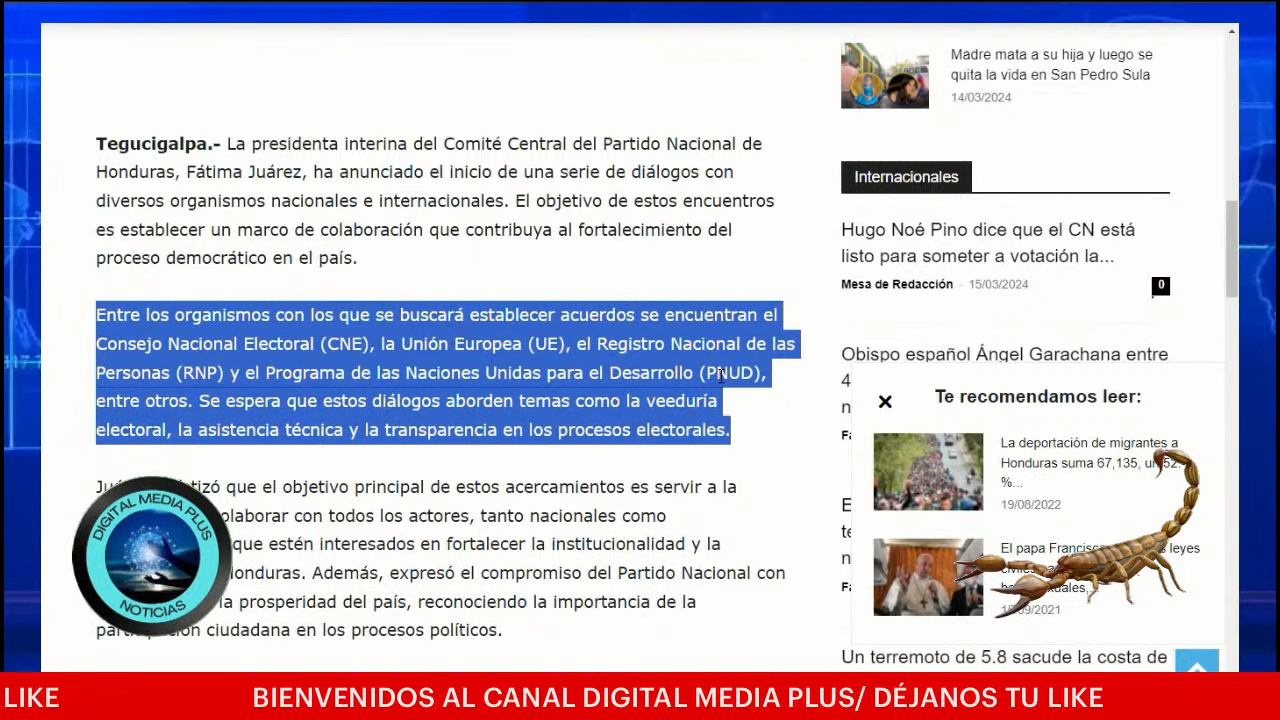 Tegucigalpa.- La presidenta interina del Comité Central del Partido Nacional de
Honduras, Fátima Juárez, ha anunciado el inicio de una serie de diálogos con
diversos organismos nacionales e internacionales. El objetivo de estos encuentros
es establecer un marco de colaboración que contribuya al fortalecimiento del
proceso democrático en el país.
Entre los organismos con los que se buscará establecer acuerdos se encuentran el
Consejo Nacional Electoral (CNE), la Unión Europea (UE), el Registro Nacional de las
Personas (RNP) y el Programa de las Naciones Unidas para el Desarrollo (PNUD),
entre otros. Se espera que estos diálogos aborden temas como la veeduría
electoral, la asistencia técnica y la transparencia en los procesos electorales.
que el objetivo principal de estos acercamientos es servir a la
con todos los actores, tanto nacionales como
que estén interesados en fortalecer la institucionalidad y la
Honduras. Además, expresó el compromiso del Partido Nacional con
la prosperidad del país, reconociendo la importancia de la
ciudadana en los procesos políticos.
Madre mata a su hija y luego se
quita la vida en San Pedro Sula
14/03/2024
Internacionales
Hugo Noé Pino dice que el CN está
listo para someter a votación la...
Mesa de Redacción - 15/03/2024
0
Obispo español Ángel Garachana entre
4
Te recomendamos leer:
La deportación de migrantes a
Honduras suma 67,135, un 52.
%...
19/08/2022
El papa Francisco leyes
Un terremoto de 5.8 sacude la costa de
DIGITAL MEDIA PLUS
NOTICIAS
LIKE BIENVENIDOS AL CANAL DIGITAL MEDIA PLUS/ DÉJANOS TU LIKE